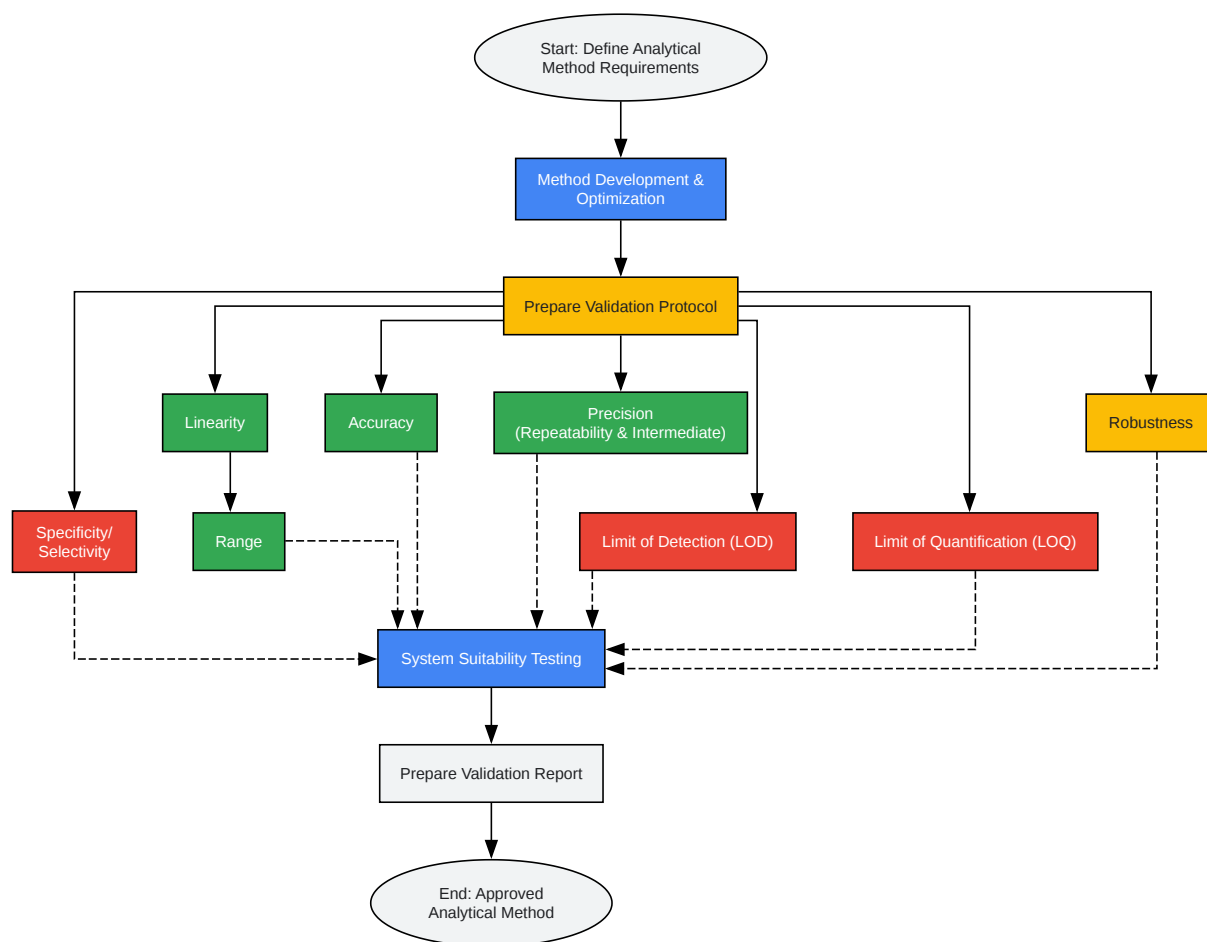 Start: Define Analytical
Method Requirements
Method Development &
Optimization
Prepare Validation Protocol
Linearity
Accuracy
Precision
(Repeatability & Intermediate)
Robustness
Specificity/
Selectivity
Range
Limit of Detection (LOD)
Limit of Quantification (LOQ)
System Suitability Testing
Prepare Validation Report
End: Approved
Analytical Method